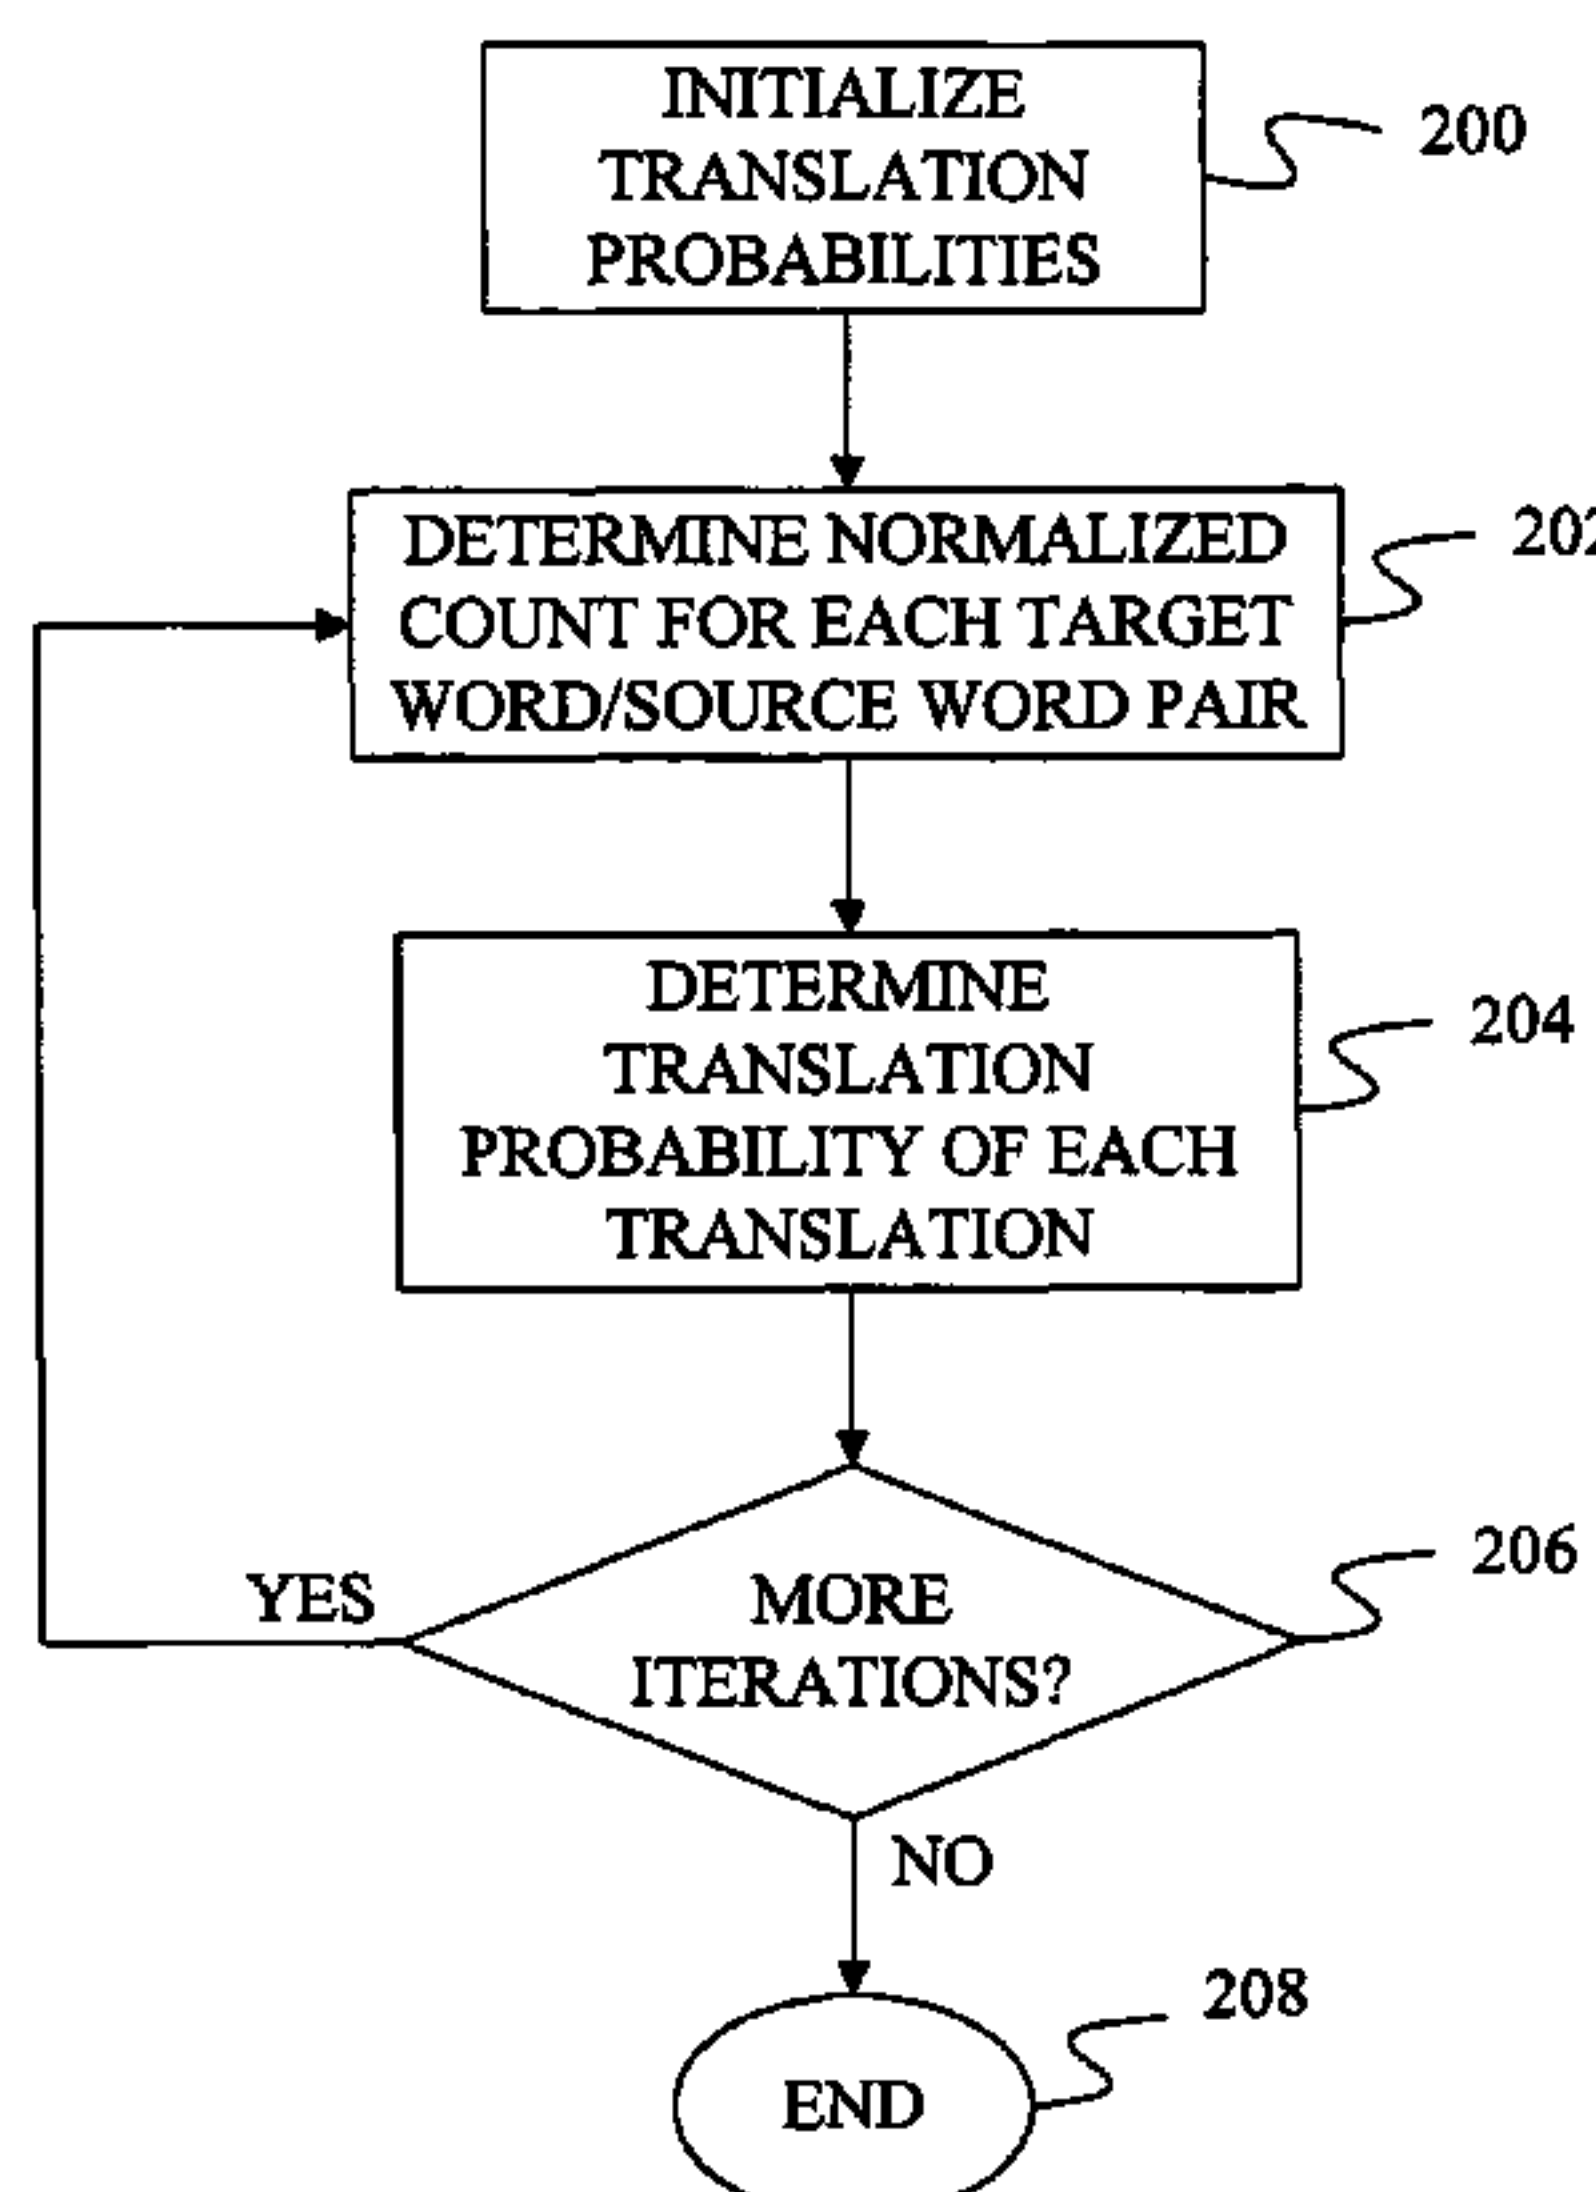 INITIALIZE
TRANSLATION
PROBABILITIES
200
DETERMINE NORMALIZED
COUNT FOR EACH TARGET
WORD/SOURCE WORD PAIR
202
DETERMINE
TRANSLATION
PROBABILITY OF EACH
TRANSLATION
204
MORE
ITERATIONS?
206
YES
NO
END
208